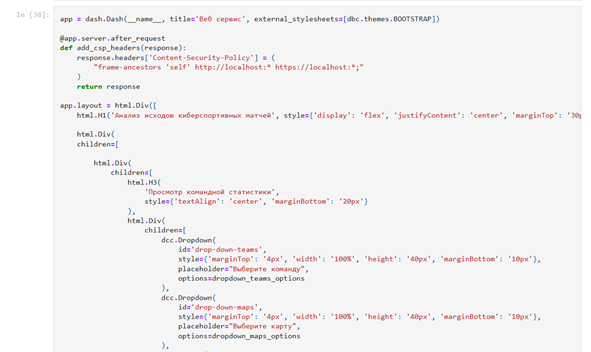 In [38]:
app = dash.Dash(__name__, title='Веб сервис', external_stylesheets=[dbc.themes.BOOTSTRAP])
@app.server.after_request
def add_csp_headers(response):
response.headers['Content-Security-Policy'] = (
"frame-ancestors 'self' http://localhost:* https://localhost:*;"
)
return response
app.layout = html.Div([
html.H1('Анализ исходов киберспортивных матчей', style={'display': 'flex', 'justifyContent': 'center', 'marginTop': '30p
html.Div(
children=[
html.Div(
children=[
html.H3(
'Просмотр командной статистики',
style={'textAlign': 'center', 'marginBottom': '20px'}
),
html.Div(
children=[
dcc.Dropdown(
id='drop-down-teams',
style={'marginTop': '4px', 'width': '100%', 'height': '40px', 'marginBottom': '10px'},
placeholder="Выберите команду",
options=dropdown_teams_options
),
dcc.Dropdown(
id='drop-down-maps',
style={'marginTop': '4px', 'width': '100%', 'height': '40px', 'marginBottom': '10px'},
placeholder="Выберите карту",
options=dropdown_maps_options
),